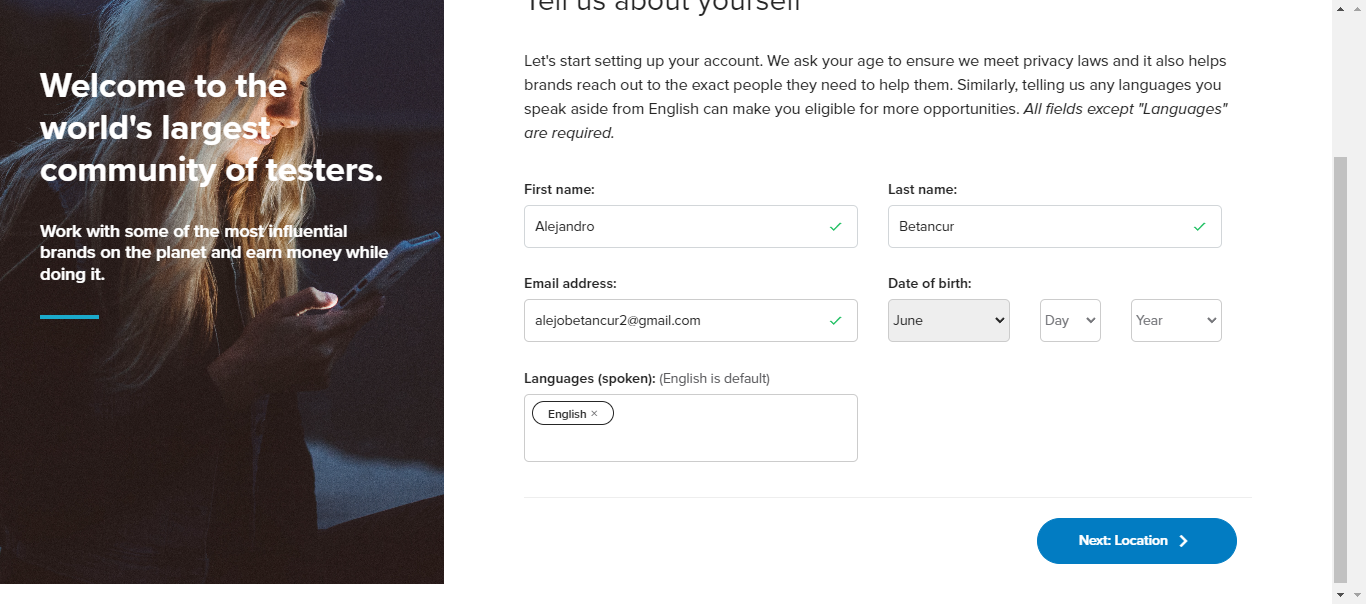 Tell us about yourself
Welcome to the
world's largest
community of testers.
Work with some of the most influential
brands on the planet and earn money while
doing it.
Let's start setting up your account. We ask your age to ensure we meet privacy laws and it also helps
brands reach out to the exact people they need to help them. Similarly, telling us any languages you
speak aside from English can make you eligible for more opportunities. All fields except "Languages"
are required.
First name:
Last name:
Alejandro
Betancur
Email address:
Date of birth:
alejobetancur2@gmail.com
June
Day
Year
Languages (spoken): (English is default)
English ×
Next: Location